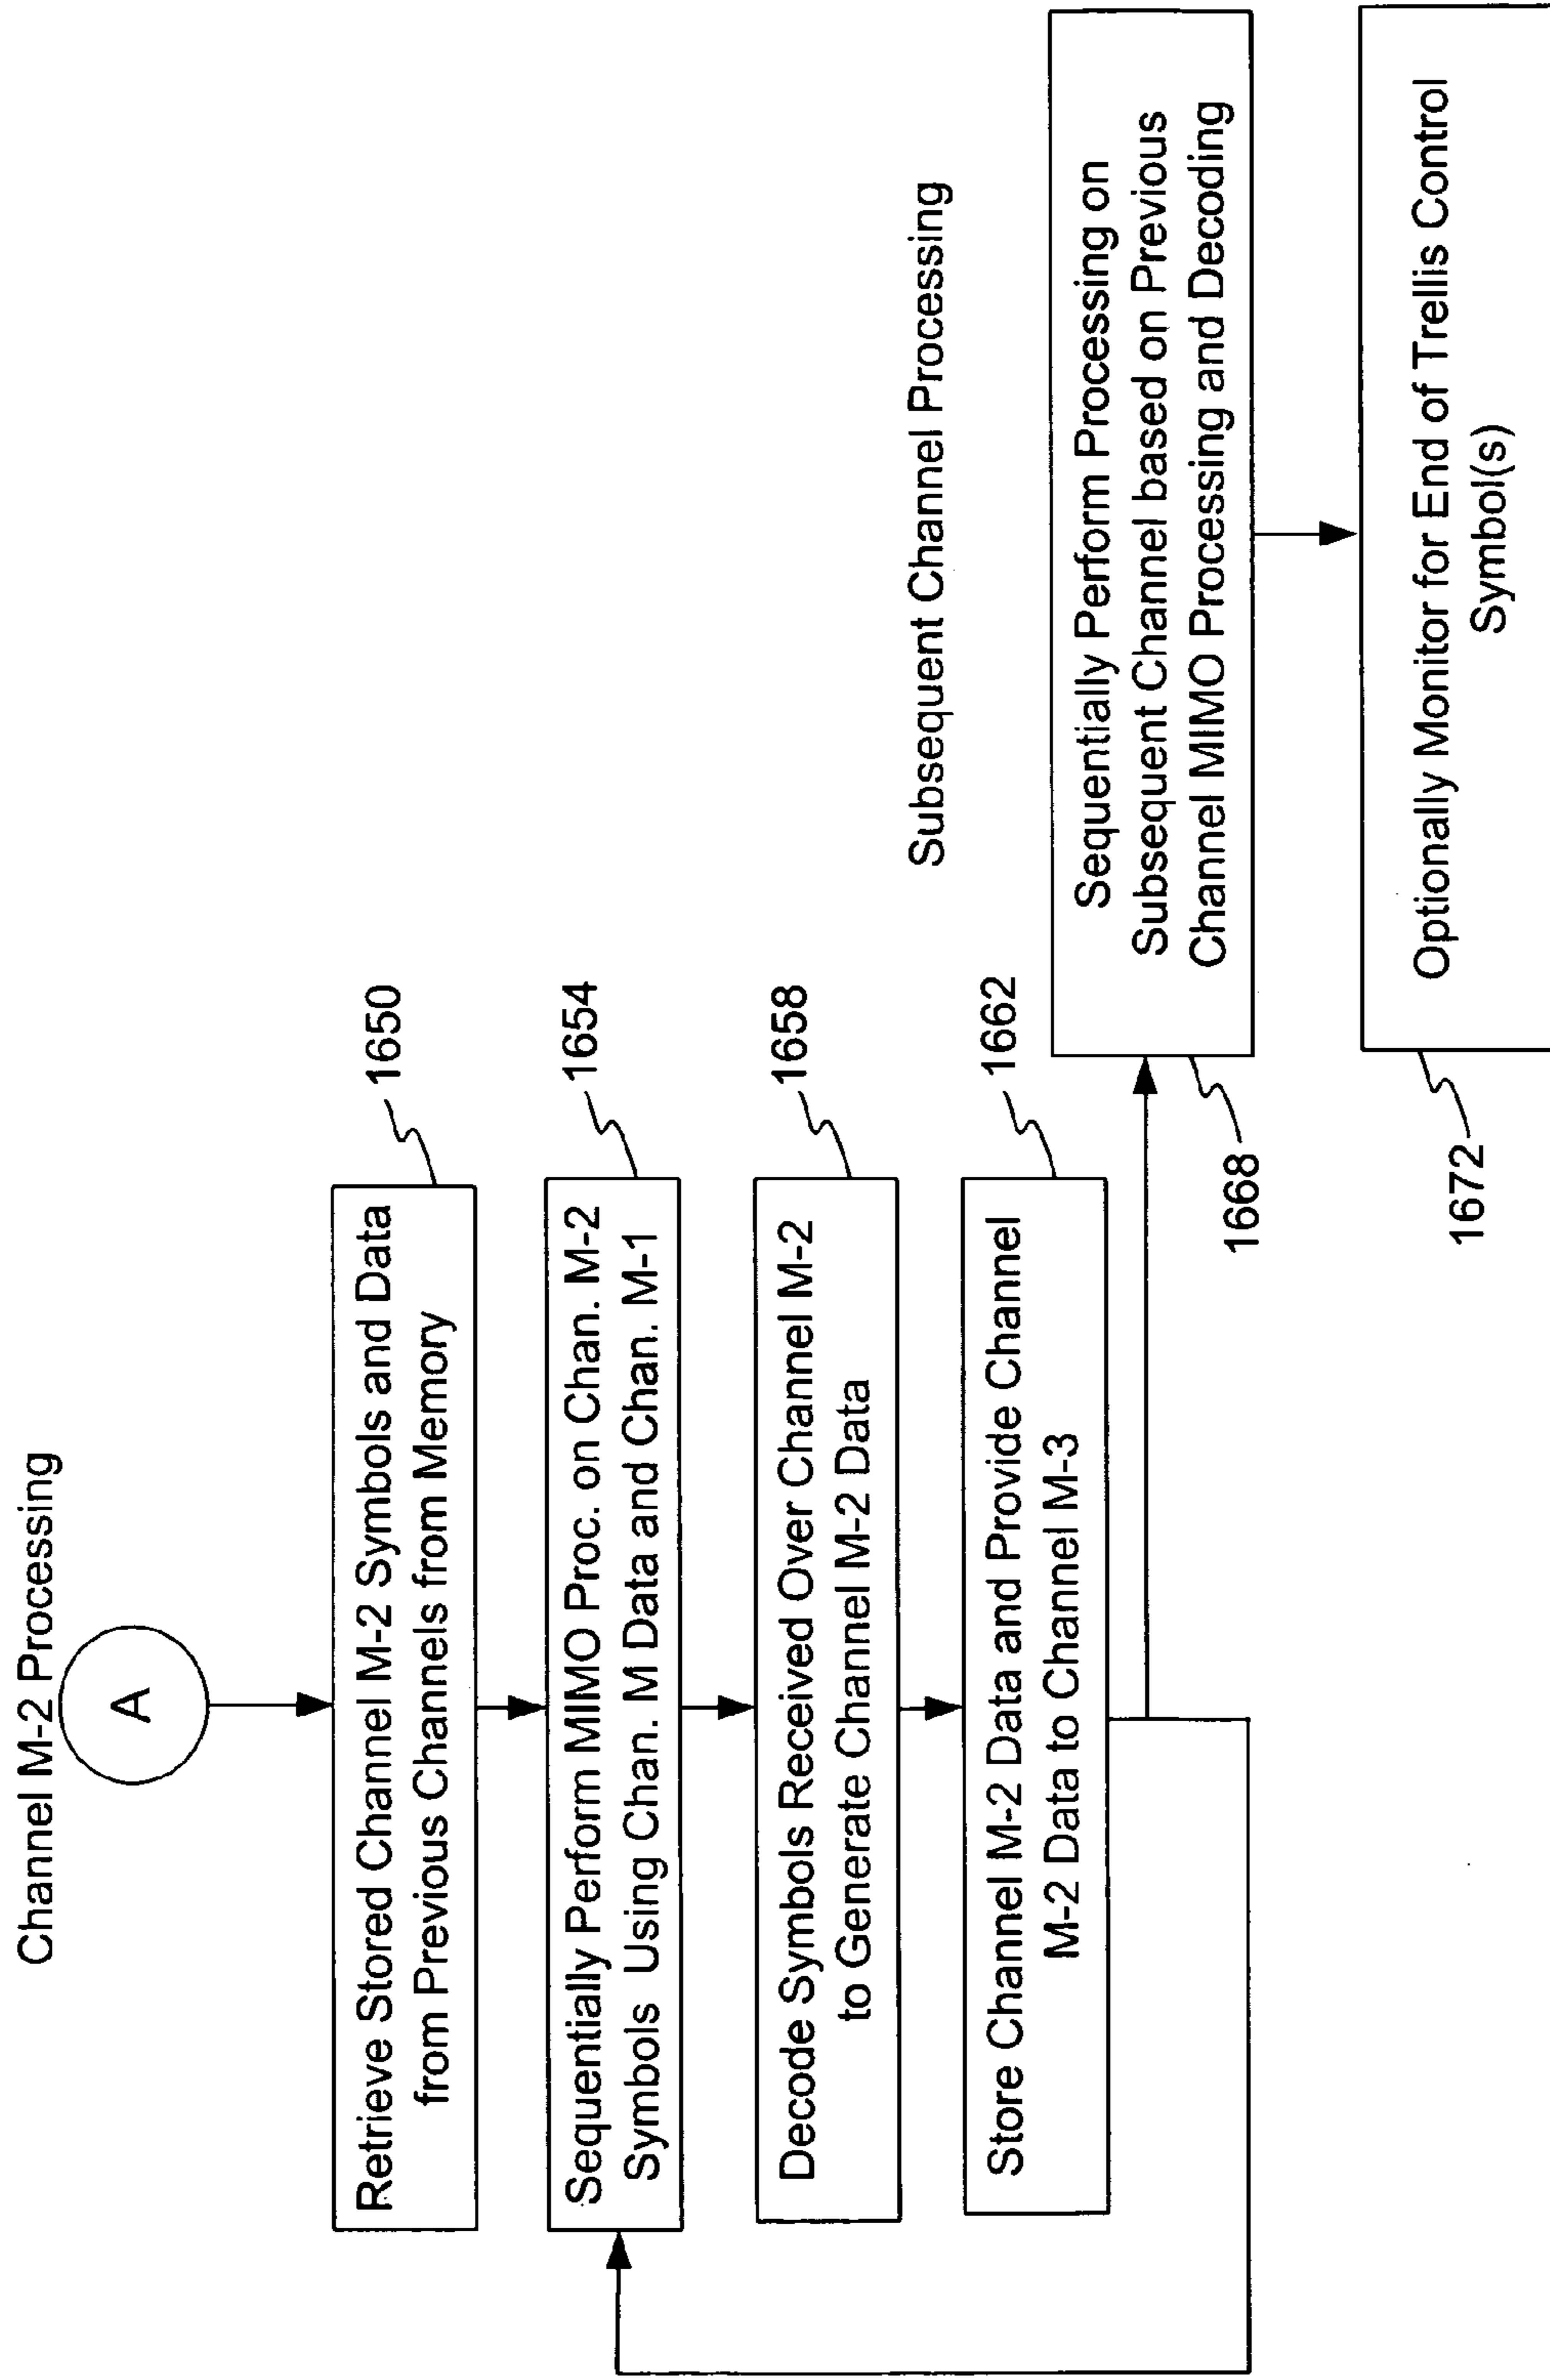 Channel M-2 Processing
A
Retrieve Stored Channel M-2 Symbols and Data
from Previous Channels from Memory
1650
Sequentially Perform MIMO Proc. on Chan. M-2
Symbols Using Chan. M Data and Chan. M-1
1654
Decode Symbols Received Over Channel M-2
to Generate Channel M-2 Data
1658
Store Channel M-2 Data and Provide Channel
M-2 Data to Channel M-3
1662
Subsequent Channel Processing
Sequentially Perform Processing on
Subsequent Channel based on Previous
Channel MIMO Processing and Decoding
1668
Optionally Monitor for End of Trellis Control
Symbol(s)
1672